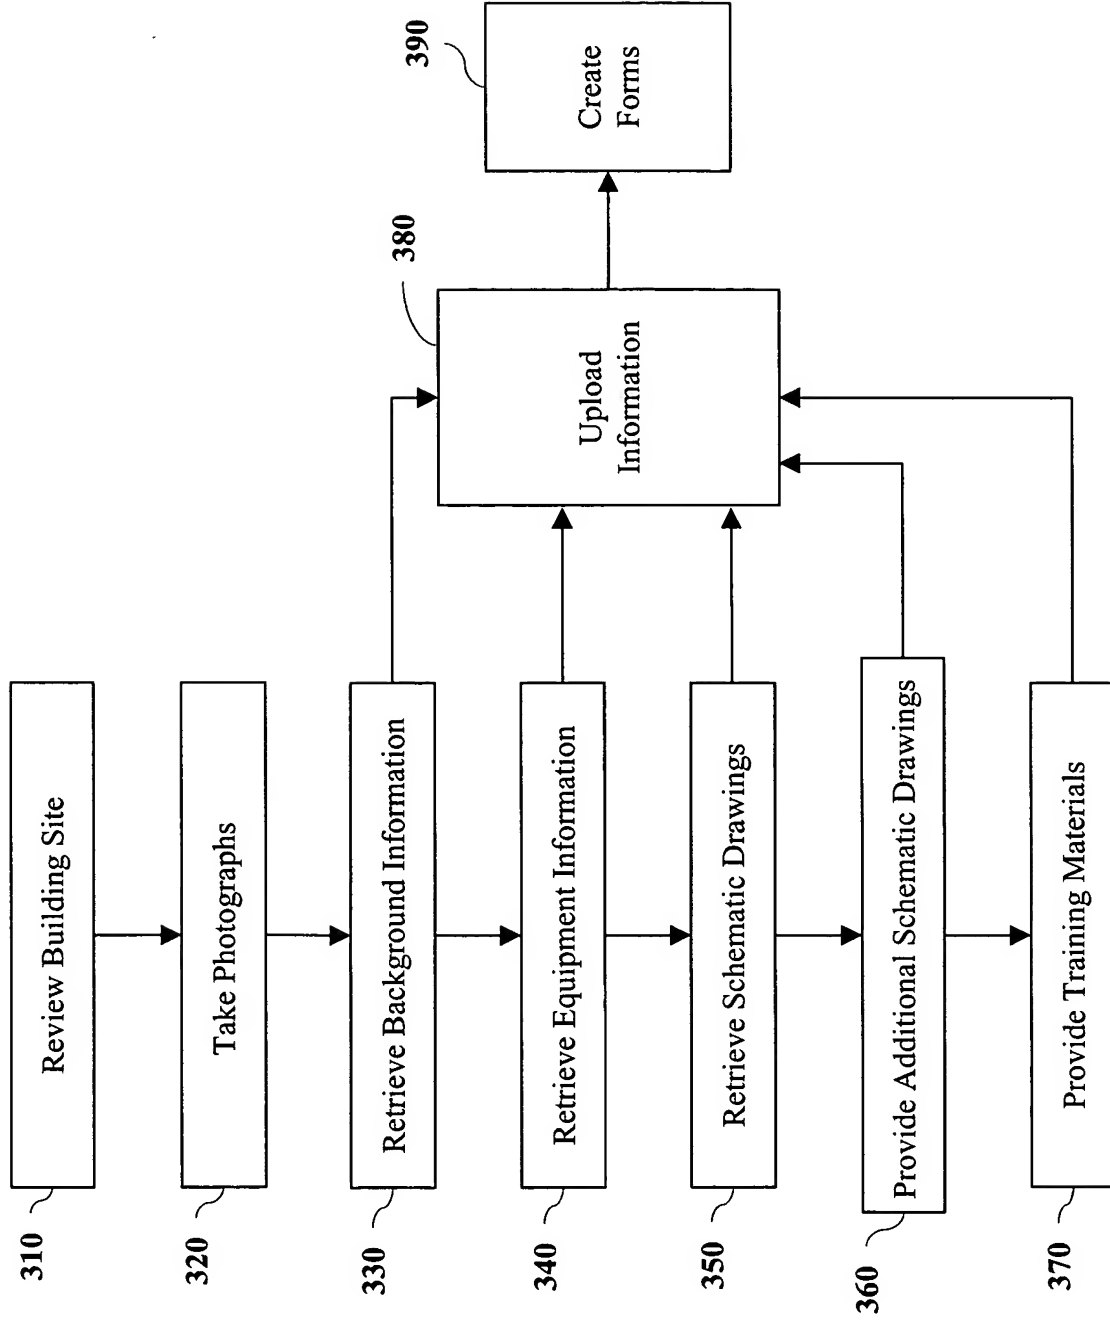 310
Review Building Site
320
Take Photographs
330
Retrieve Background Information
340
Retrieve Equipment Information
350
Retrieve Schematic Drawings
360
Provide Additional Schematic Drawings
370
Provide Training Materials
380
Upload
Information
390
Create
Forms